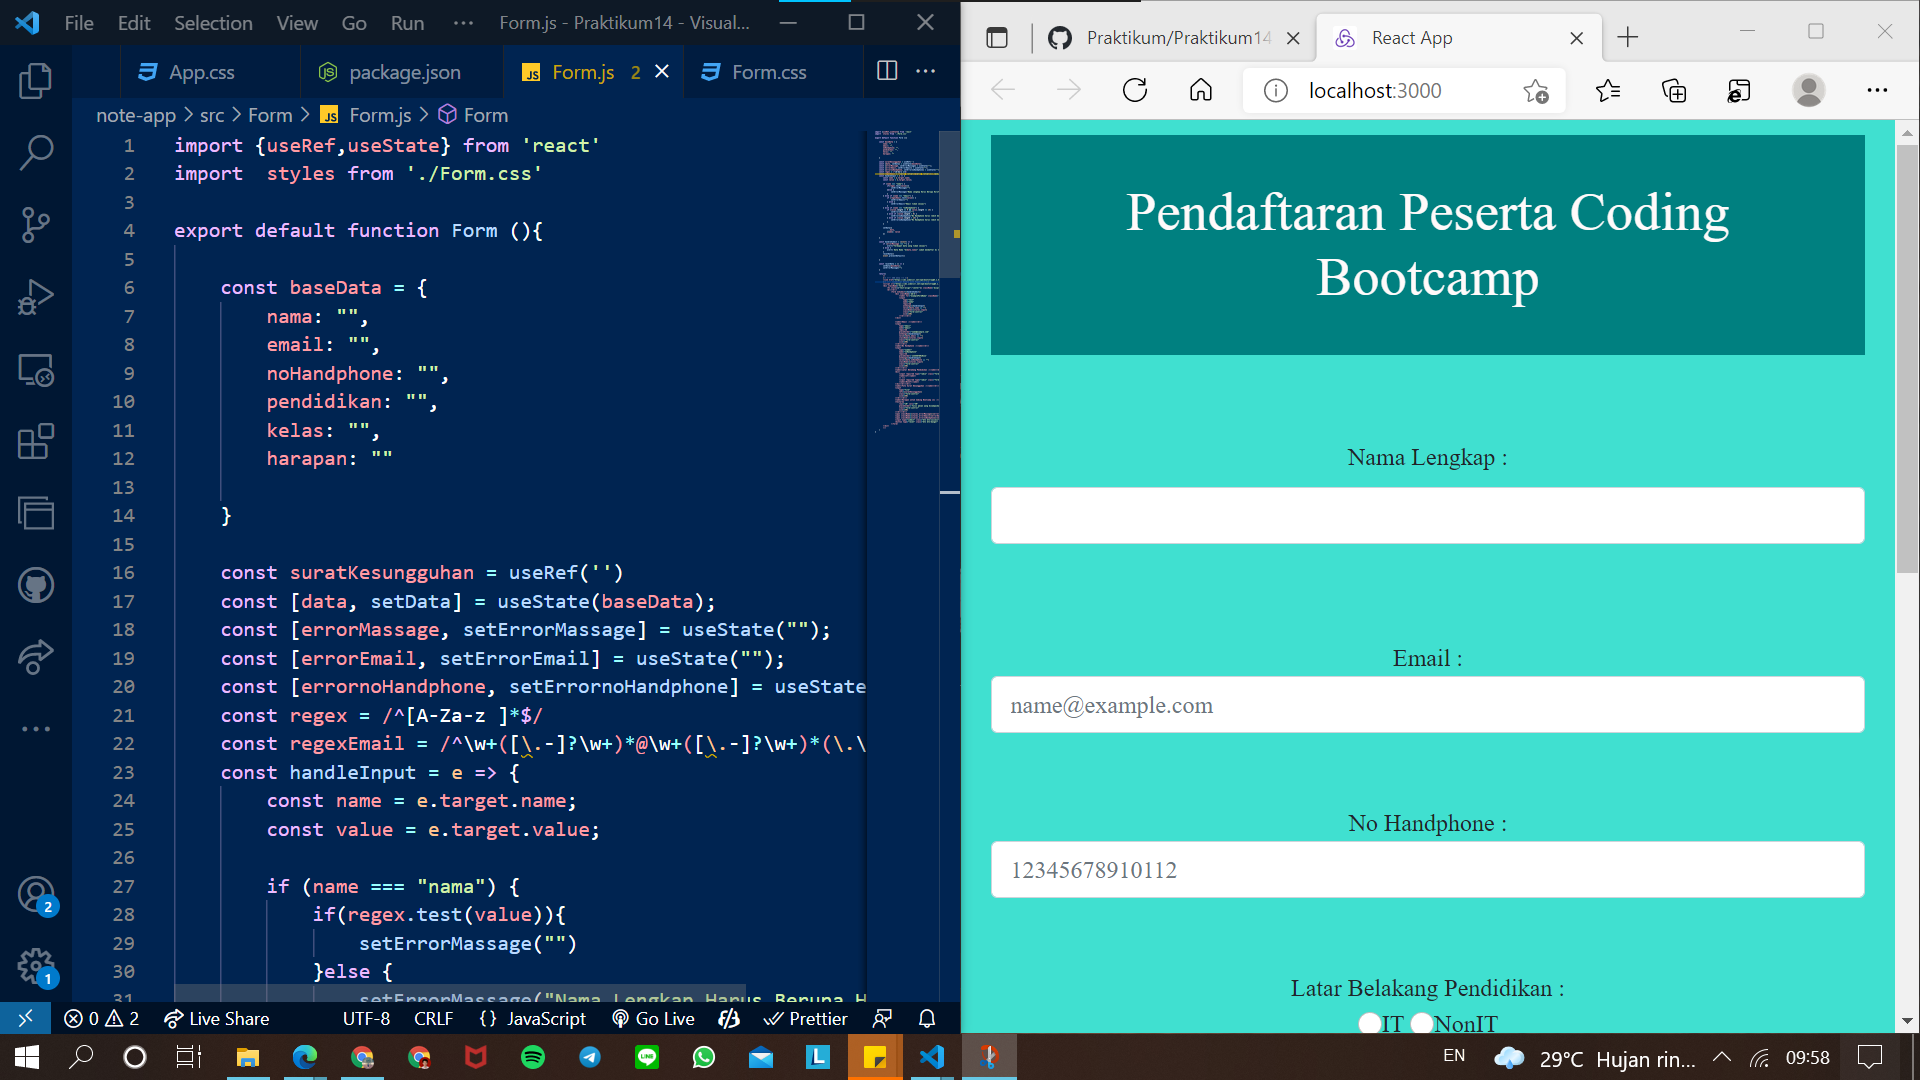 File Edit Selection View Go Run ··· Form.js - Praktikum14 - Visual...
App.css package.json Form.js 2 Form.css
note-app > src > Form > JS Form.js > Form
1 import {useRef,useState} from 'react'
2 import  styles from './Form.css'
3
4 export default function Form (){
5
6 const baseData = {
7 nama: "",
8 email: "",
9 noHandphone: "",
10 pendidikan: "",
11 kelas: "",
12 harapan: ""
13
14 }
15
16 const suratKesungguhan = useRef('')
17 const [data, setData] = useState(baseData);
18 const [errorMassage, setErrorMassage] = useState("");
19 const [errorEmail, setErrorEmail] = useState("");
20 const [errornoHandphone, setErrornoHandphone] = useState
21 const regex = /^[A-Za-z ]*$/
22 const regexEmail = /^\w+([\.-]?\w+)*@\w+([\.-]?\w+)*(\.\
23 const handleInput = e => {
24 const name = e.target.name;
25 const value = e.target.value;
26
27 if (name === "nama") {
28 if(regex.test(value)){
29 setErrorMassage("")
30 }else {
31 setErrorMassage("Nama Lengkap Harus Berupa H
2
1
0 2 Live Share UTF-8 CRLF {} JavaScript Go Live Prettier
Praktikum/Praktikum14 React App
localhost:3000
Pendaftaran Peserta Coding
Bootcamp
Nama Lengkap :
Email :
name@example.com
No Handphone :
12345678910112
Latar Belakang Pendidikan :
IT NonIT
EN 29°C Hujan rin... 09:58